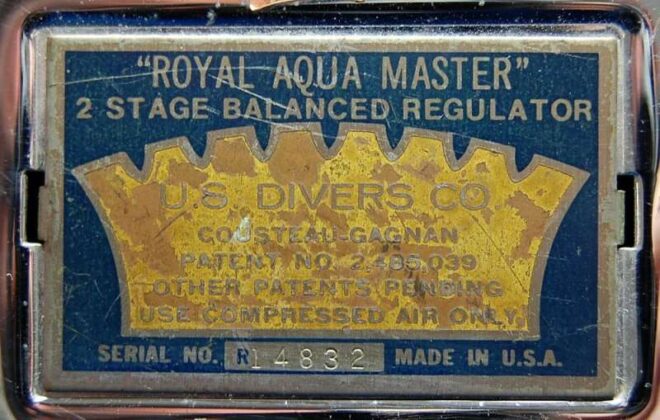 "ROYAL AQUA MASTER"
2 STAGE BALANCED REGULATOR
U.S. DIVERS CO.
COUSTEAU-GAGNAN
PATENT NO. 2,485,039
OTHER PATENTS PENDING
USE COMPRESSED AIR ONLY
SERIAL NO. R14832 MADE IN U.S.A.